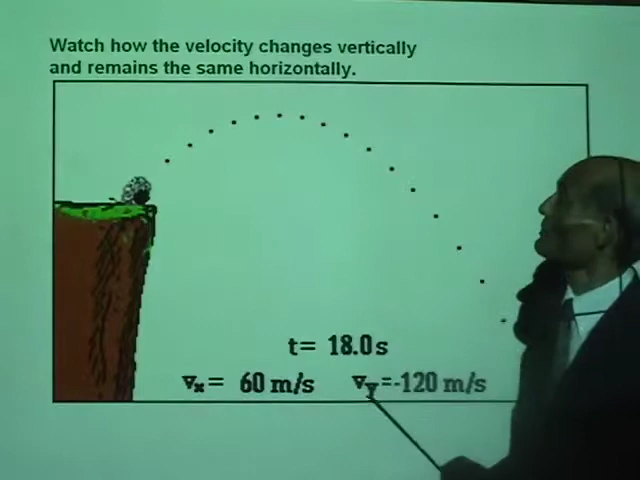 Watch how the velocity changes vertically
and remains the same horizontally.
t= 18.0s
vx= 60 m/s vy=-120 m/s